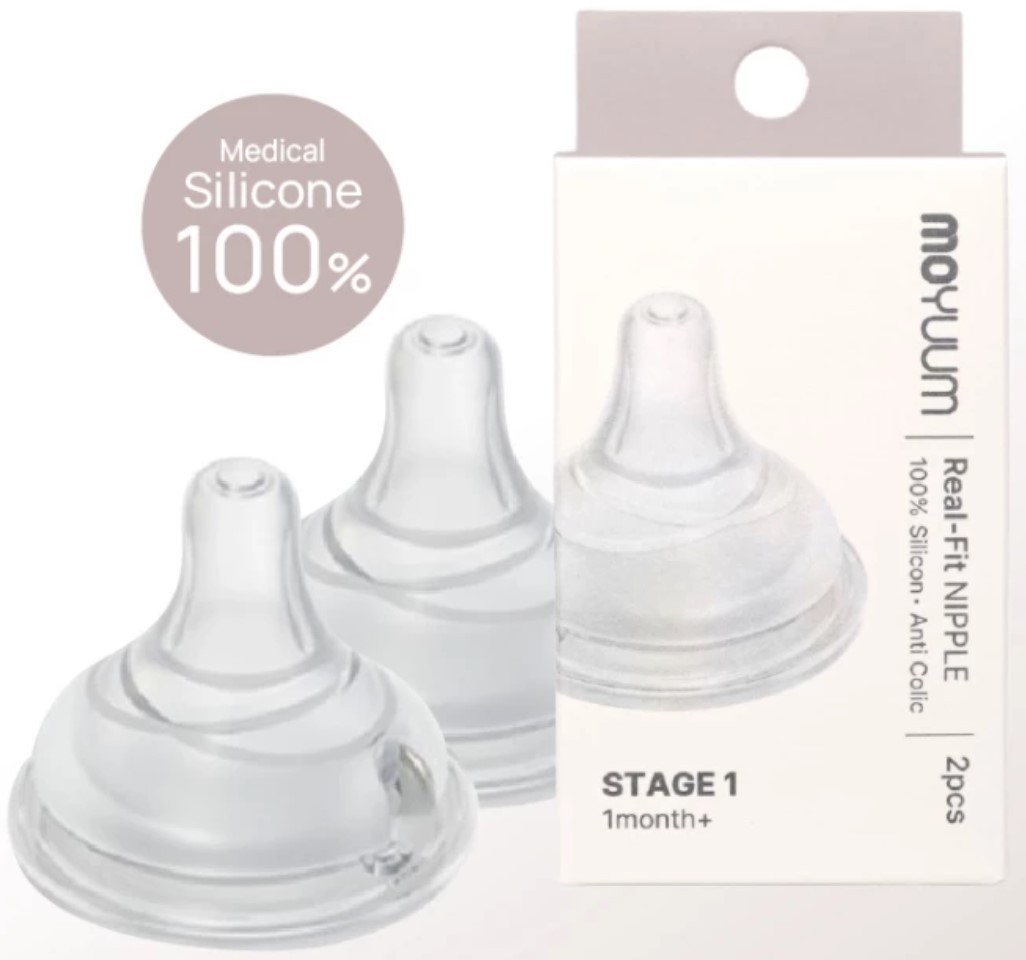 Medical
Silicone
100%
moyuum
Real-Fit NIPPLE
100% Silicon · Anti Colic
2pcs
STAGE 1
1month+